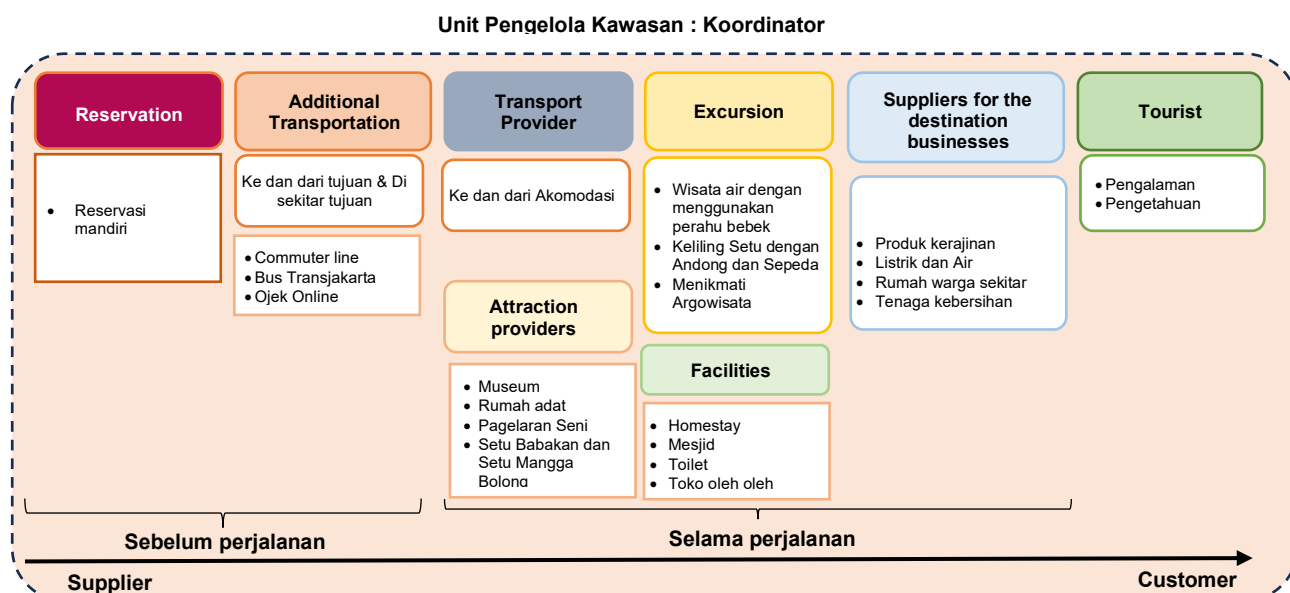 Unit Pengelola Kawasan : Koordinator
Reservation
Additional
Transportation
Transport
Provider
Excursion
Suppliers for the
destination
businesses
Tourist
• Reservasi
mandiri
Ke dan dari tujuan & Di
sekitar tujuan
• Commuter line
• Bus Transjakarta
• Ojek Online
Ke dan dari Akomodasi
Attraction
providers
• Museum
• Rumah adat
• Pagelaran Seni
• Setu Babakan dan
Setu Mangga
Bolong
• Wisata air dengan
menggunakan
perahu bebek
• Keliling Setu dengan
Andong dan Sepeda
• Menikmati
Argowisata
Facilities
• Homestay
• Mesjid
• Toilet
• Toko oleh oleh
• Produk kerajinan
• Listrik dan Air
• Rumah warga sekitar
• Tenaga kebersihan
• Pengalaman
• Pengetahuan
Sebelum perjalanan
Selama perjalanan
Supplier
Customer